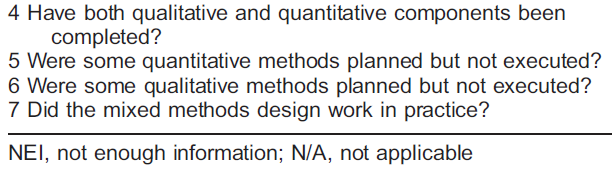 4 Have both qualitative and quantitative components been
completed?
5 Were some quantitative methods planned but not executed?
6 Were some qualitative methods planned but not executed?
7 Did the mixed methods design work in practice?
NEI, not enough information; N/A, not applicable